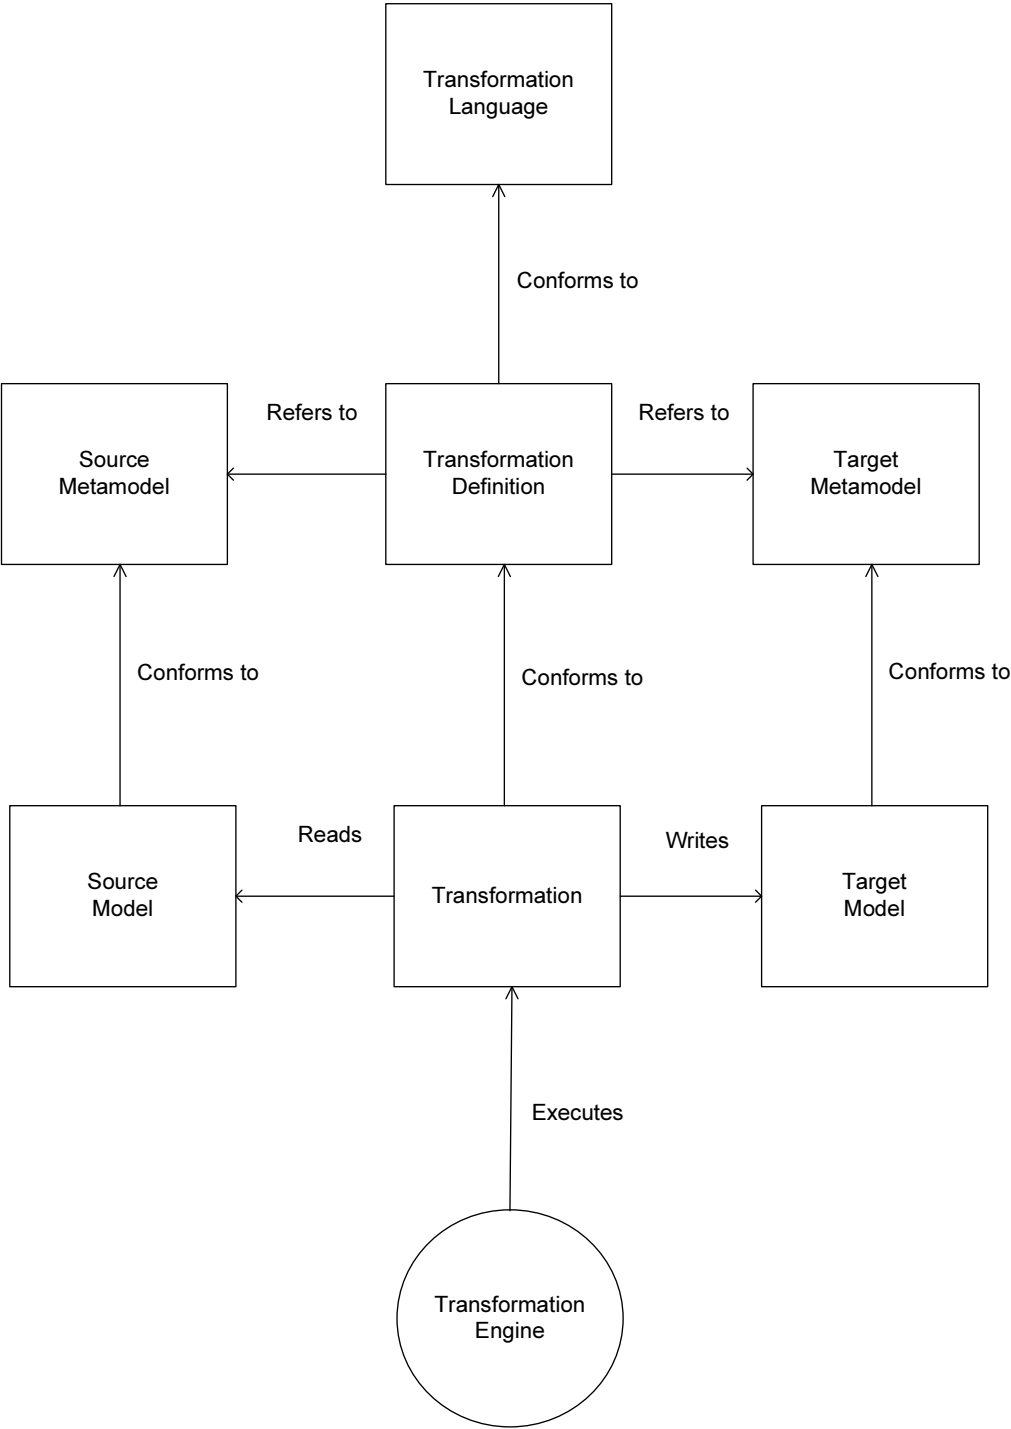 Transformation
Language
Conforms to
Refers to
Refers to
Source
Metamodel
Transformation
Definition
Target
Metamodel
Conforms to
Conforms to
Conforms to
Reads
Writes
Source
Model
Transformation
Target
Model
Executes
Transformation
Engine